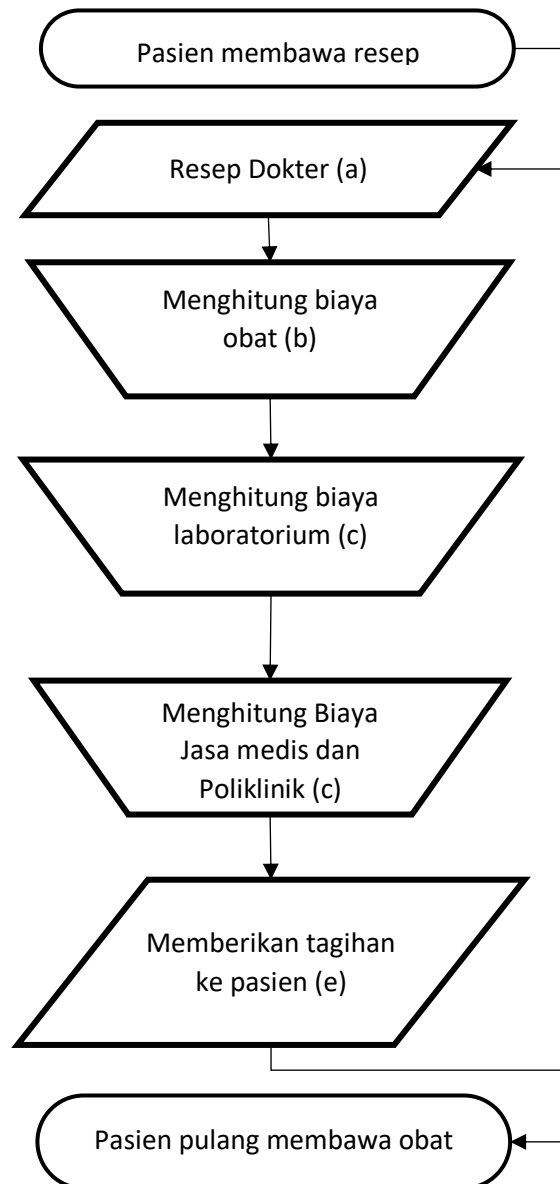 Pasien membawa resep
Resep Dokter (a)
Menghitung biaya
obat (b)
Menghitung biaya
laboratorium (c)
Menghitung Biaya
Jasa medis dan
Poliklinik (c)
Memberikan tagihan
ke pasien (e)
Pasien pulang membawa obat